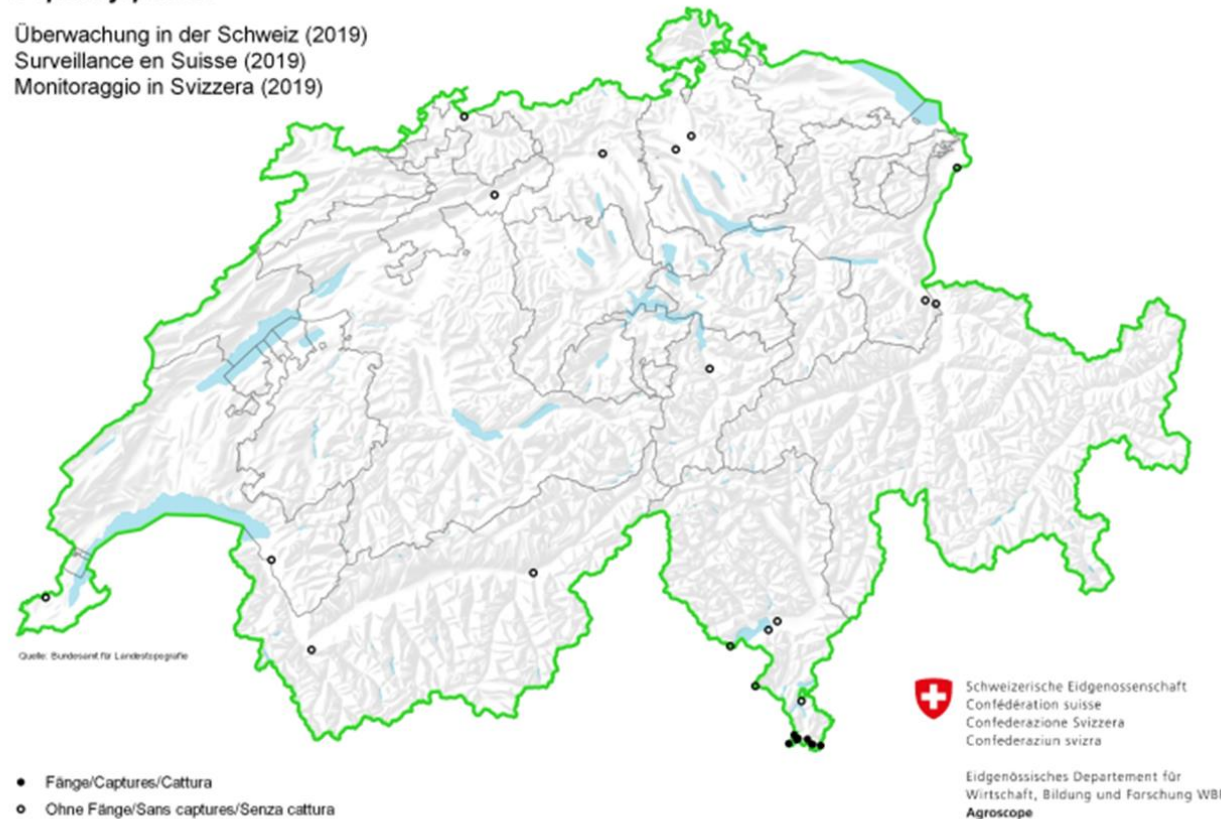 Überwachung in der Schweiz (2019)
Surveillance en Suisse (2019)
Monitoraggio in Svizzera (2019)
Quelle: Bundesamt für Landestopografie
Schweizerische Eidgenossenschaft
Confédération suisse
Confederazione Svizzera
Confederaziun svizra
Eidgenössisches Departement für
Wirtschaft, Bildung und Forschung WBF
Agroscope
Fänge/Captures/Cattura
Ohne Fänge/Sans captures/Senza cattura